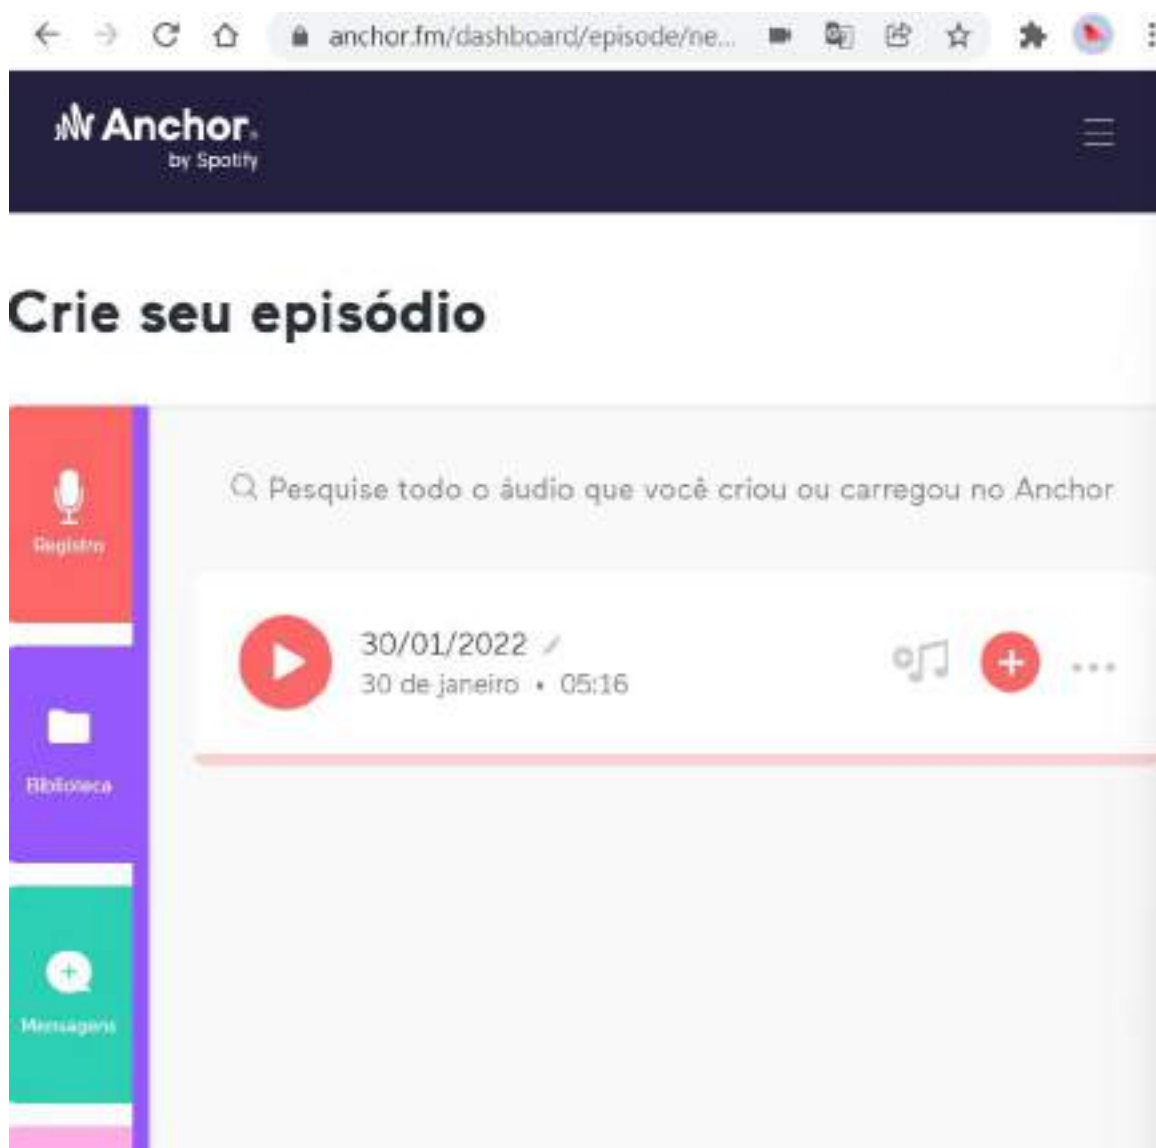 anchor.fm/dashboard/episode/ne...
Anchor
by Spotify
Crie seu episódio
Registro
Pesquise todo o áudio que você criou ou carregou no Anchor
30/01/2022
30 de janeiro • 05:16
Biblioteca
Mensagens